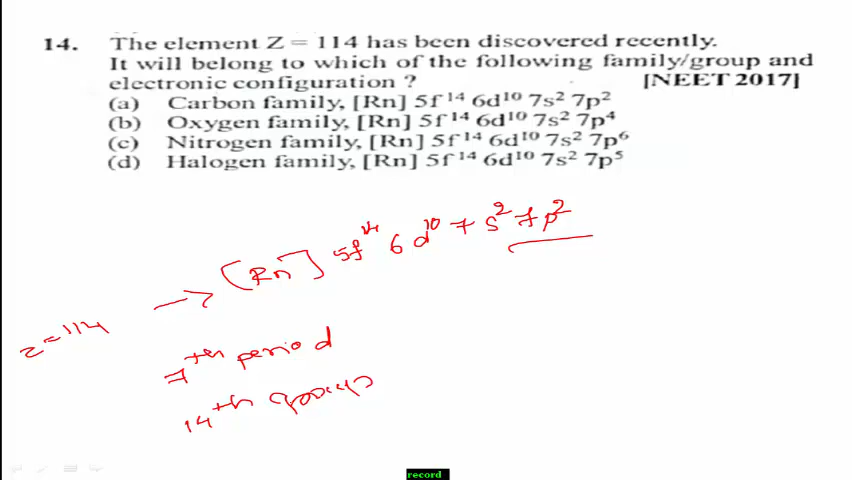 14. The element Z = 114 has been discovered recently.
It will belong to which of the following family/group and
electronic configuration ? [NEET 2017]
(a) Carbon family, [Rn] 5f¹⁴ 6d¹⁰ 7s² 7p²
(b) Oxygen family, [Rn] 5f¹⁴ 6d¹⁰ 7s² 7p⁴
(c) Nitrogen family, [Rn] 5f¹⁴ 6d¹⁰ 7s² 7p⁶
(d) Halogen family, [Rn] 5f¹⁴ 6d¹⁰ 7s² 7p⁵
z=114 → [Rn] 5f¹⁴ 6d¹⁰ 7s² 7p²
7th period
14th group
record